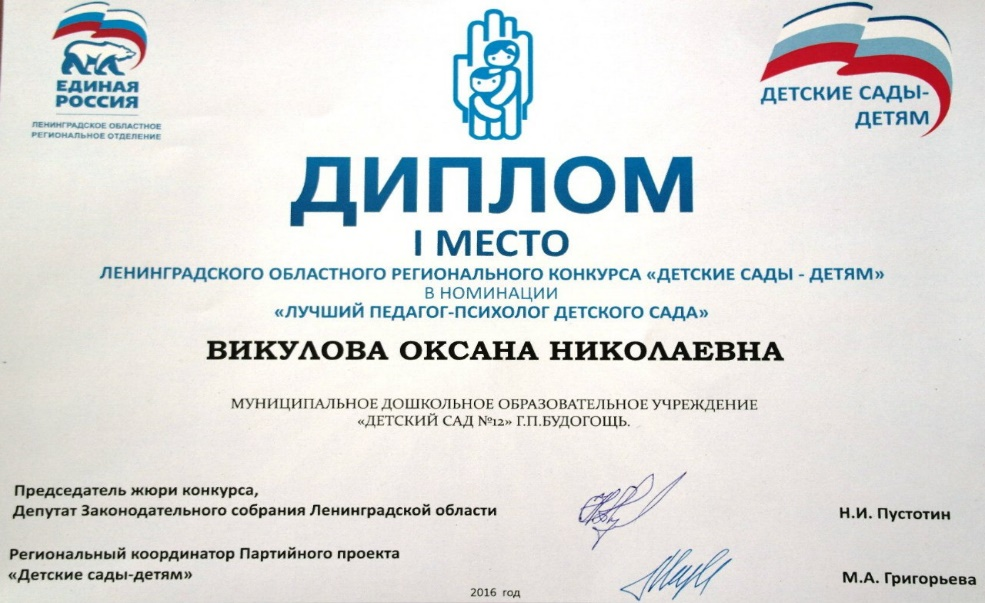 ЕДИНАЯ
РОССИЯ
ЛЕНИНГРАДСКОЕ ОБЛАСТНОЕ
РЕГИОНАЛЬНОЕ ОТДЕЛЕНИЕ
ДЕТСКИЕ САДЫ-
ДЕТЯМ
ДИПЛОМ
I МЕСТО
ЛЕНИНГРАДСКОГО ОБЛАСТНОГО РЕГИОНАЛЬНОГО КОНКУРСА «ДЕТСКИЕ САДЫ - ДЕТЯМ»
В НОМИНАЦИИ
«ЛУЧШИЙ ПЕДАГОГ-ПСИХОЛОГ ДЕТСКОГО САДА»
ВИКУЛОВА ОКСАНА НИКОЛАЕВНА
МУНИЦИПАЛЬНОЕ ДОШКОЛЬНОЕ ОБРАЗОВАТЕЛЬНОЕ УЧРЕЖДЕНИЕ
«ДЕТСКИЙ САД №12» Г.П.БУДОГОЩЬ.
Председатель жюри конкурса,
Депутат Законодательного собрания Ленинградской области Н.И. Пустотин
Региональный координатор Партийного проекта
«Детские сады-детям» М.А. Григорьева
2016 год